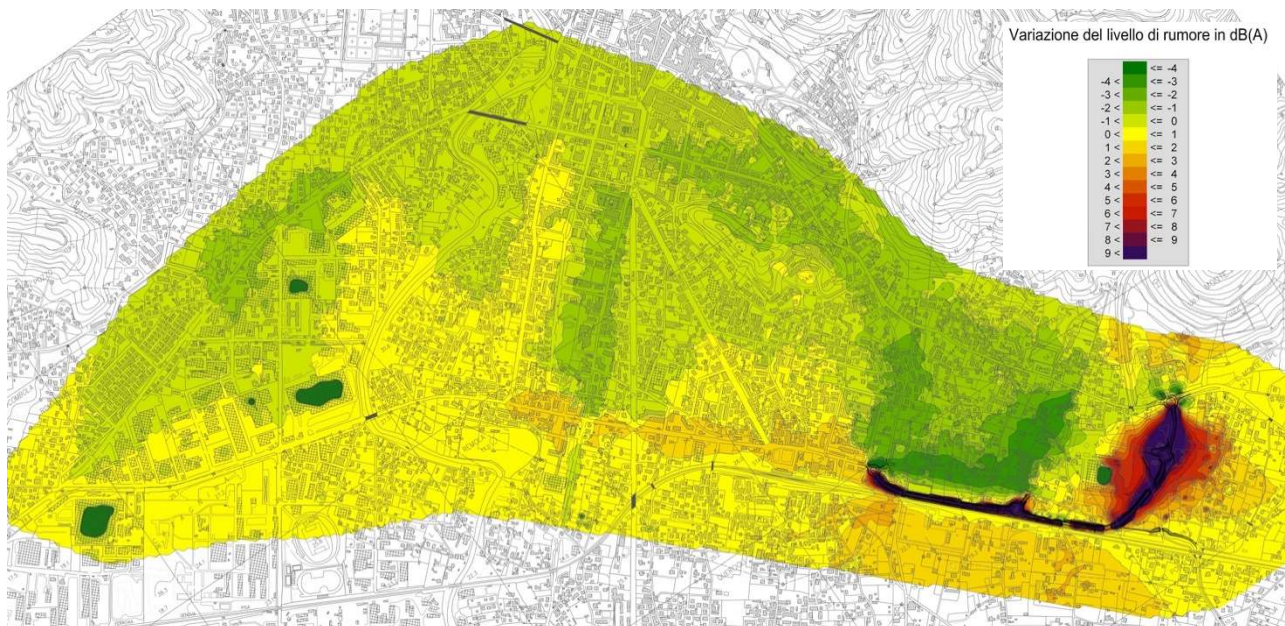 Variazione del livello di rumore in dB(A)
<= -4
-4 < <= -3
-3 < <= -2
-2 < <= -1
-1 < <= 0
0 < <= 1
1 < <= 2
2 < <= 3
3 < <= 4
4 < <= 5
5 < <= 6
6 < <= 7
7 < <= 8
8 < <= 9
9 <